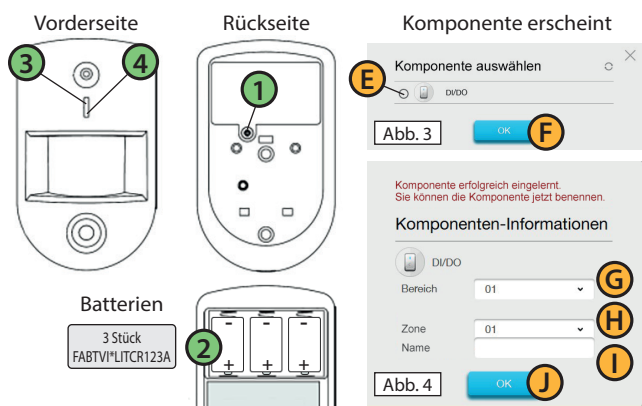 Vorderseite
Rückseite
Komponente erscheint
3
4
1
Komponente auswählen
E
DI/DO
Abb. 3
OK
F
Komponente erfolgreich eingelernt.
Sie können die Komponente jetzt benennen.
Komponenten-Informationen
DI/DO
Bereich
01
G
Zone
01
H
Name
I
Abb. 4
OK
J
Batterien
3 Stück
FABTVI*LITCR123A
2
- - -
+ + +